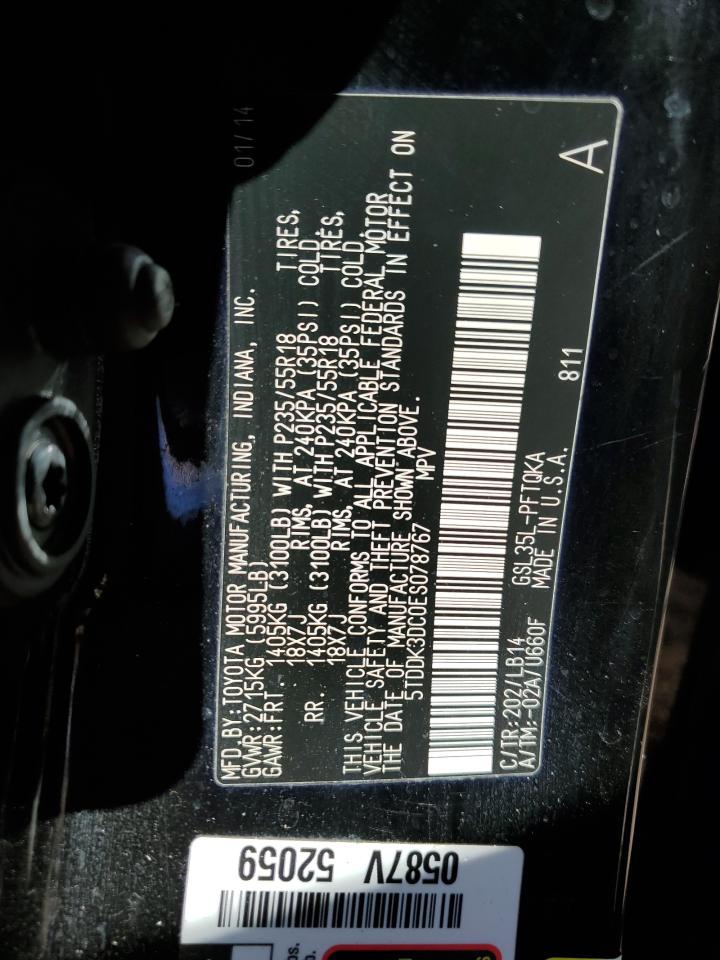 MFD.BY:TOYOTA MOTOR MANUFACTURING, INDIANA, INC. 01/14
GVWR:2715KG (5995LB)
GAWR:FRT. 1405KG (3100LB) WITH P235/55R18 TIRES,
18X7J RIMS, AT 240KPA (35PSI) COLD.
RR. 1405KG (3100LB) WITH P235/55R18 TIRES,
18X7J RIMS, AT 240KPA (35PSI) COLD.
THIS VEHICLE CONFORMS TO ALL APPLICABLE FEDERAL MOTOR
VEHICLE SAFETY AND THEFT PREVENTION STANDARDS IN EFFECT ON
THE DATE OF MANUFACTURE SHOWN ABOVE.
5TDDK3DC0ES078767 MPV
C/TR:202/LB14 GSL35L-PFTQKA 811
A/TM:-02A/U660F MADE IN U.S.A. A
0587V 52059